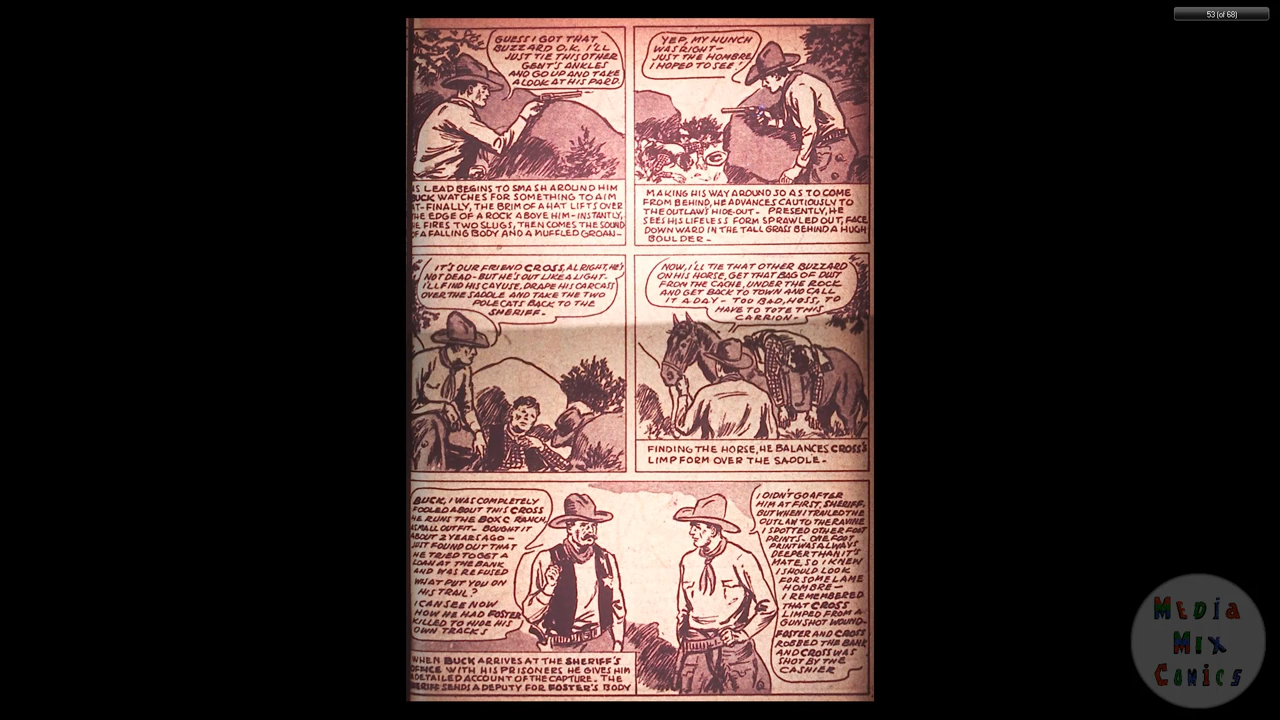 53 (of 68)
GUESS I GOT THAT
BUZZARD O.K. I'LL
JUST TIE THIS OTHER
GENT'S ANKLES
AND GO UP AND TAKE
A LOOK AT HIS PARD.
AS LEAD BEGINS TO SMASH AROUND HIM
BUCK WATCHES FOR SOMETHING TO AIM
AT-FINALLY, THE BRIM OF A HAT LIFTS OVER
THE EDGE OF A ROCK ABOVE HIM-INSTANTLY,
HE FIRES TWO SLUGS, THEN COMES THE SOUND
OF A FALLING BODY AND A MUFFLED GROAN-
YEP, MY HUNCH
WAS RIGHT-
JUST THE HOMBRE
I HOPED TO SEE!
MAKING HIS WAY AROUND SO AS TO COME
FROM BEHIND, HE ADVANCES CAUTIOUSLY TO
THE OUTLAW'S HIDE-OUT- PRESENTLY, HE
SEES HIS LIFELESS FORM SPRAWLED OUT, FACE
DOWNWARD IN THE TALL GRASS BEHIND A HUGH
BOULDER-
IT'S OUR FRIEND CROSS, ALRIGHT, HE'S
NOT DEAD-BUT HE'S OUT LIKE A LIGHT-
I'LL FIND HIS CAYUSE, DRAPE HIS CARCASS
OVER THE SADDLE AND TAKE THE TWO
POLECATS BACK TO THE
SHERIFF-
NOW, I'LL TIE THAT OTHER BUZZARD
ON HIS HORSE, GET THAT BAG OF DUST
FROM THE CACHE, UNDER THE ROCK
AND GET BACK TO TOWN AND CALL
IT A DAY- TOO BAD, HOSS, TO
HAVE TO TOTE THIS
CARRION-
FINDING THE HORSE, HE BALANCES CROSS'S
LIMP FORM OVER THE SADDLE-
BUCK, I WAS COMPLETELY
FOOLED ABOUT THIS CROSS
HE RUNS THE BOX C RANCH,
SMALL OUTFIT- BOUGHT IT
ABOUT 2 YEARS AGO-
JUST FOUND OUT THAT
HE TRIED TO GET A
LOAN AT THE BANK
AND WAS REFUSED
WHAT PUT YOU ON
HIS TRAIL?
I CAN SEE NOW
HOW HE HAD FOSTER
KILLED TO HIDE HIS
OWN TRACKS
WHEN BUCK ARRIVES AT THE SHERIFF'S
OFFICE WITH HIS PRISONERS HE GIVES HIM
A DETAILED ACCOUNT OF THE CAPTURE. THE
SHERIFF SENDS A DEPUTY FOR FOSTER'S BODY
I DIDN'T GO AFTER
HIM AT FIRST, SHERIFF,
BUT WHEN I TRAILED THE
OUTLAW TO THE RAVINE
I SPOTTED OTHER FOOT
PRINTS- ONE FOOT
PRINT WAS ALWAYS
DEEPER THAN IT'S
MATE, SO I KNEW
I SHOULD LOOK
FOR SOME LAME
HOMBRE-
I REMEMBERED
THAT CROSS
LIMPED FROM A
GUNSHOT WOUND-
FOSTER AND CROSS
ROBBED THE BANK
AND CROSS WAS
SHOT BY THE
CASHIER
MEDIA
MIX
COMICS